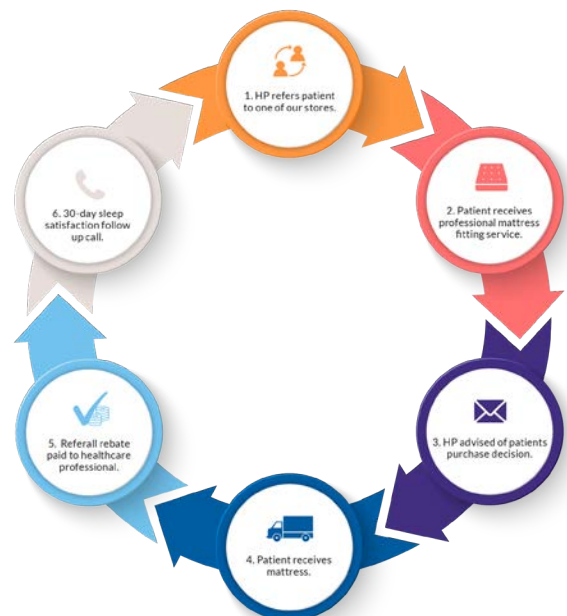 1. HP refers patient
to one of our stores.
2. Patient receives
professional mattress
fitting service.
3. HP advised of patients
purchase decision.
4. Patient receives
mattress.
5. Referall rebate
paid to healthcare
professional.
6. 30-day sleep
satisfaction follow
up call.